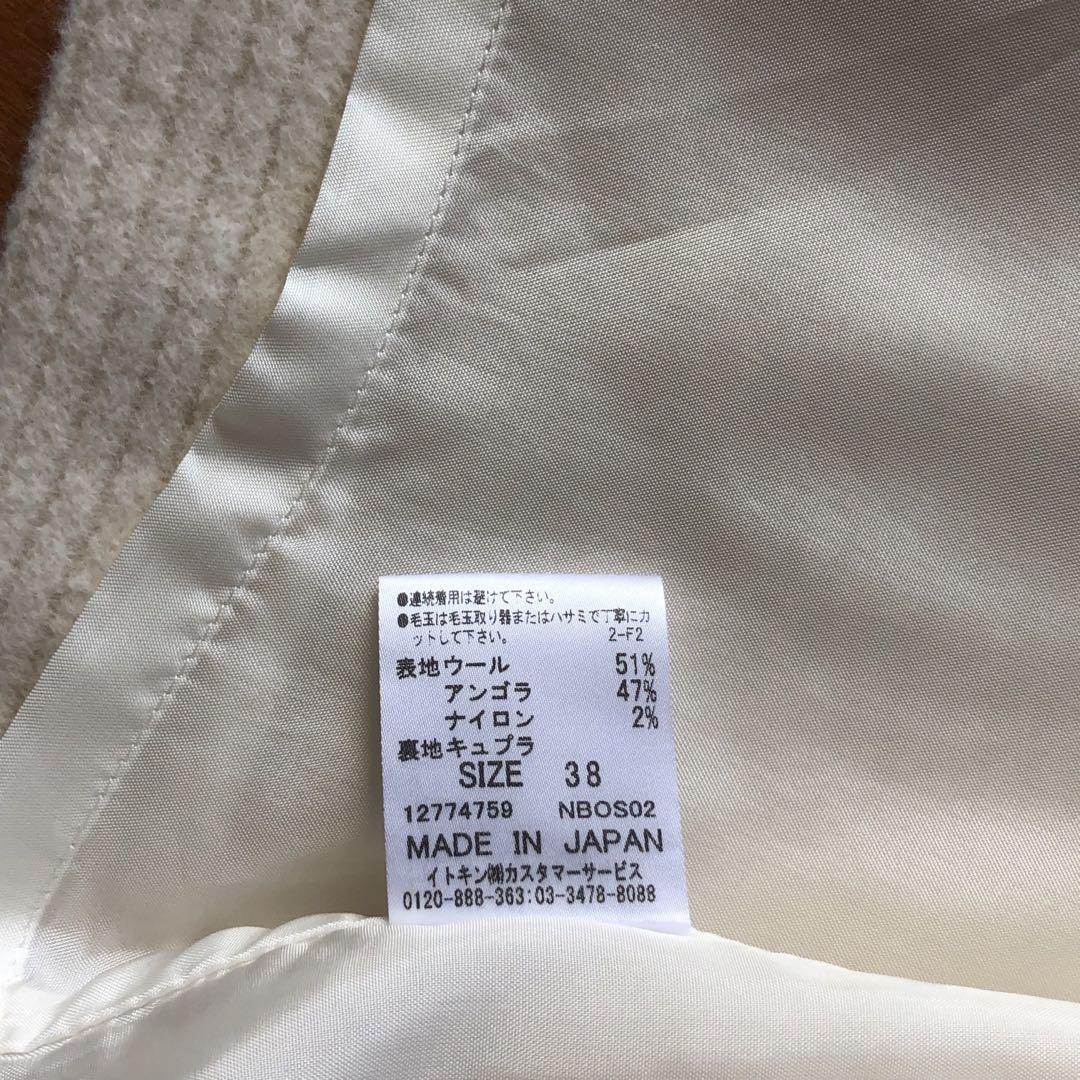 ●連続着用は避けて下さい。
●毛玉は毛玉取り器またはハサミで丁寧にカ
ットして下さい。 2-F2
表地ウール 51%
アンゴラ 47%
ナイロン 2%
裏地キュプラ
SIZE 38
12774759 NBOS02
MADE IN JAPAN
イトキン㈱カスタマーサービス
0120-888-363:03-3478-8088